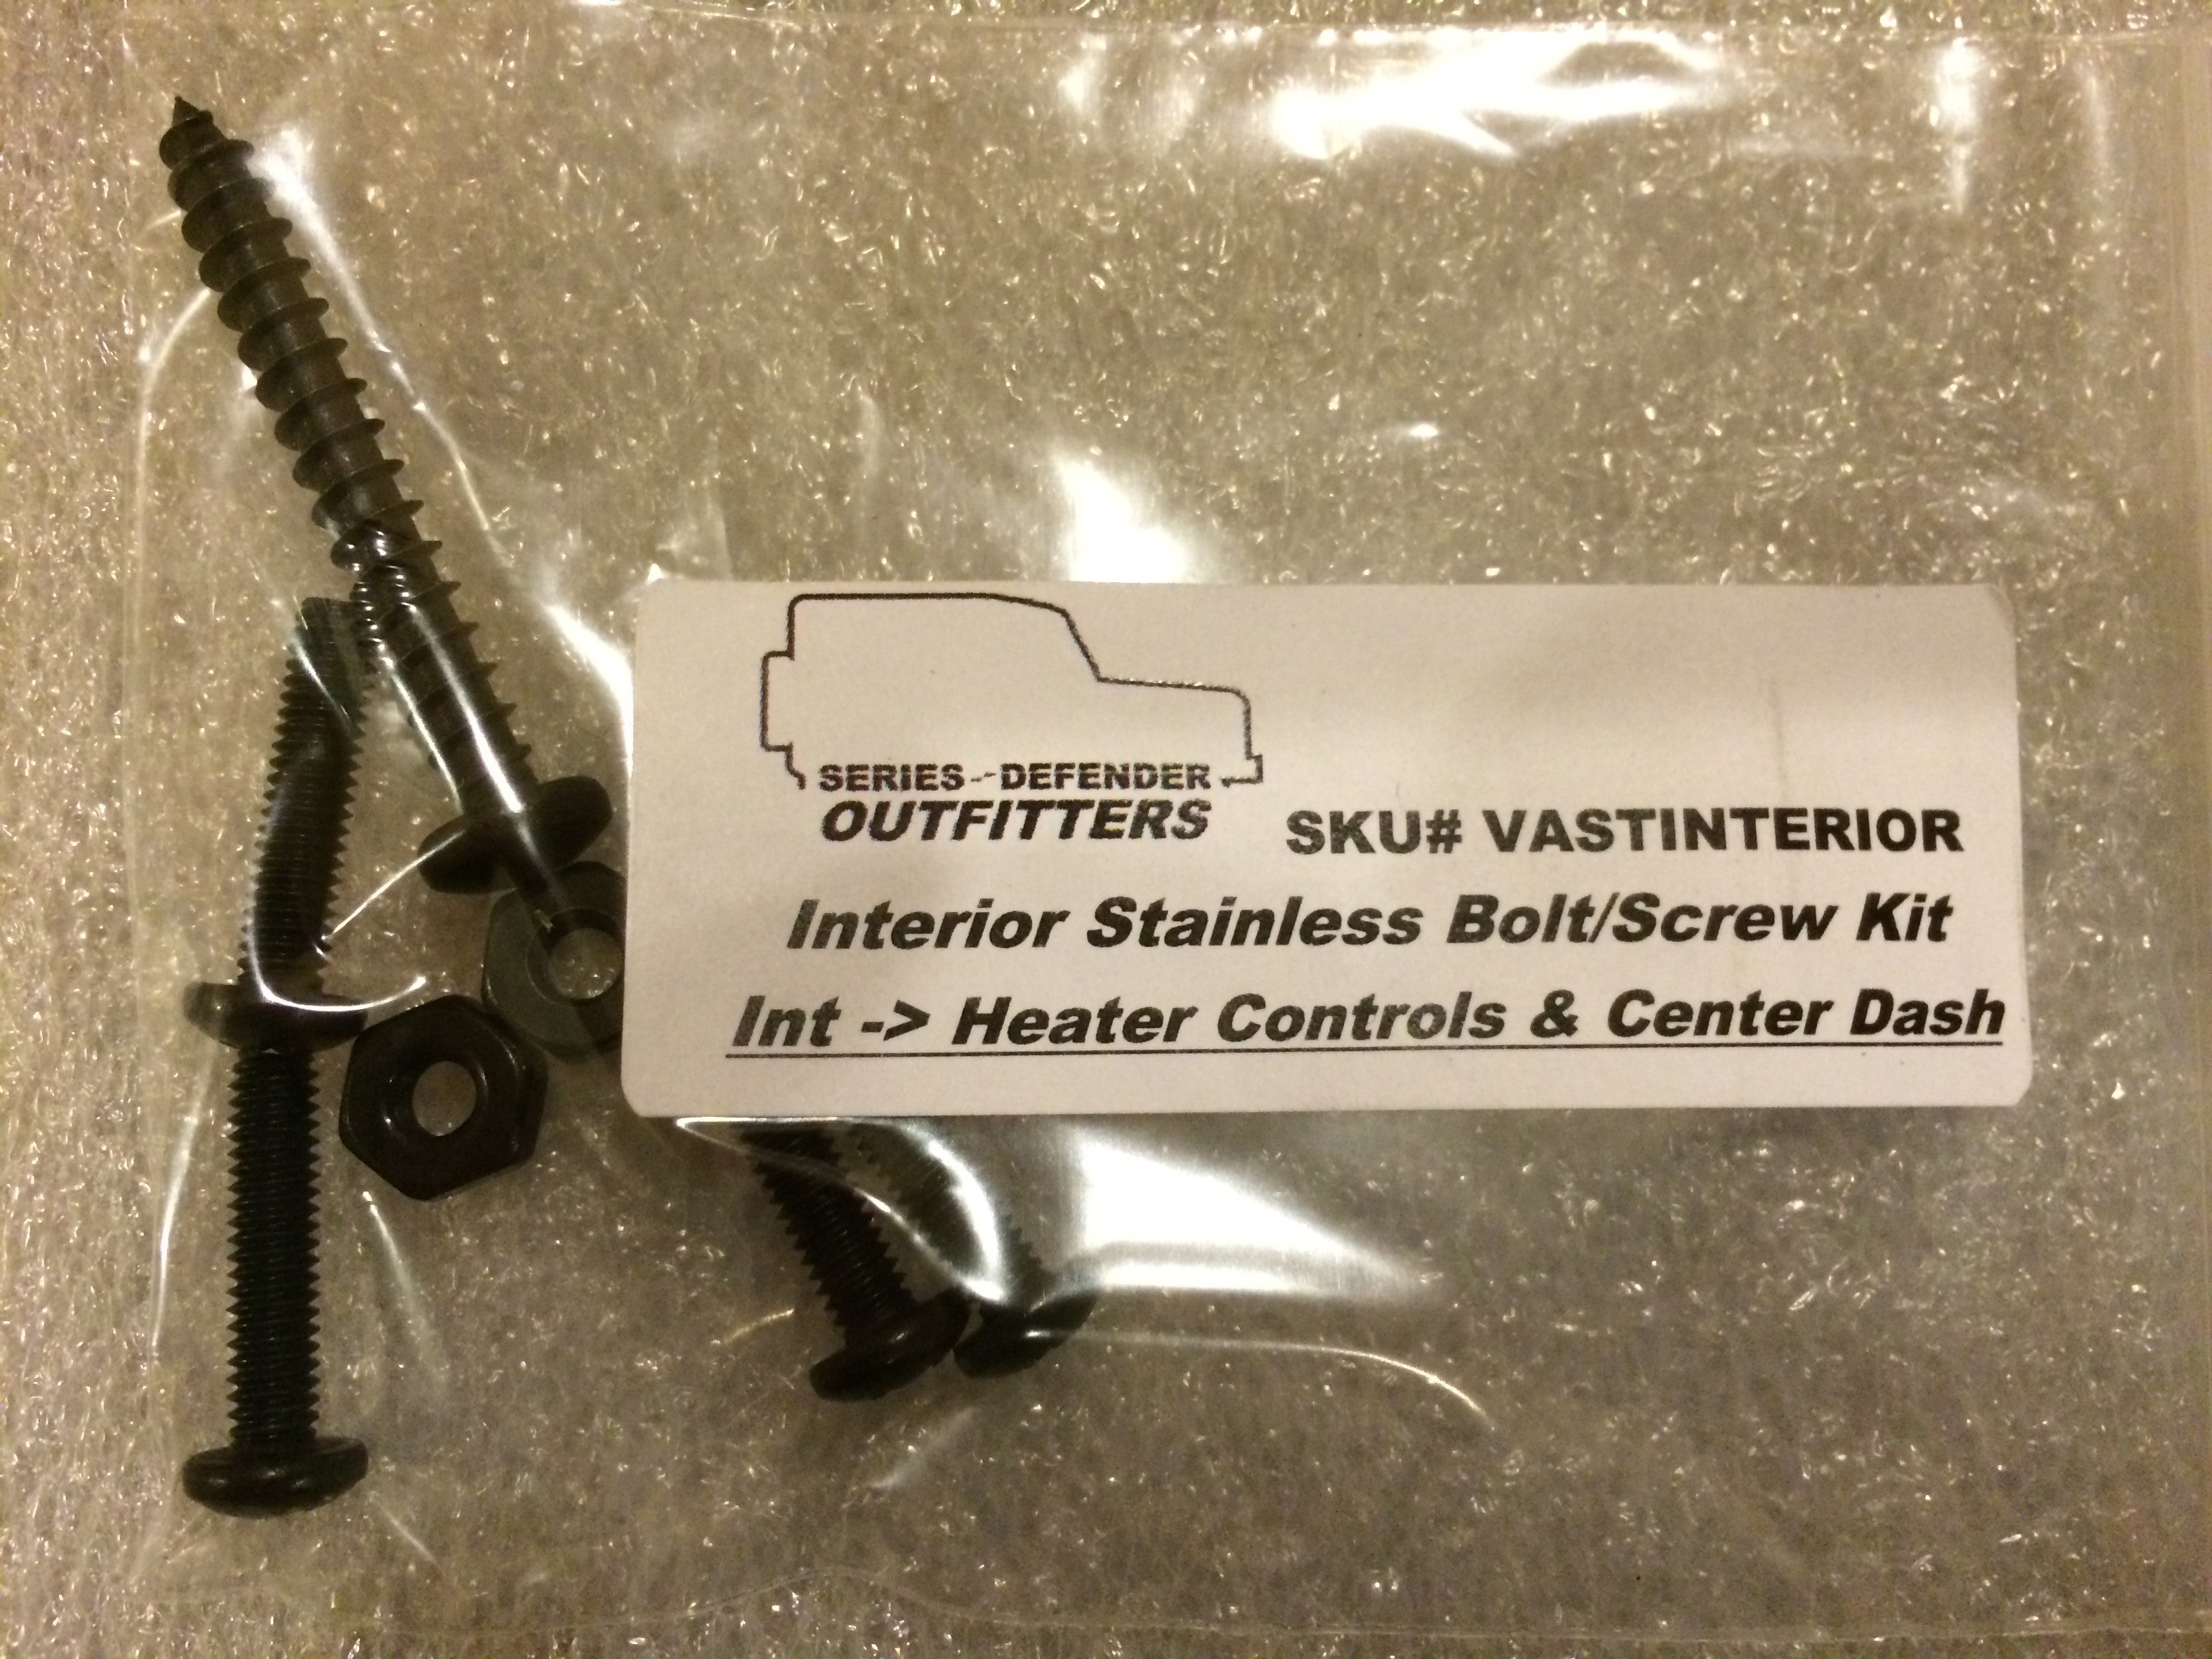 SERIES - DEFENDER
OUTFITTERS
SKU# VASTINTERIOR
Interior Stainless Bolt/Screw Kit
Int -> Heater Controls & Center Dash